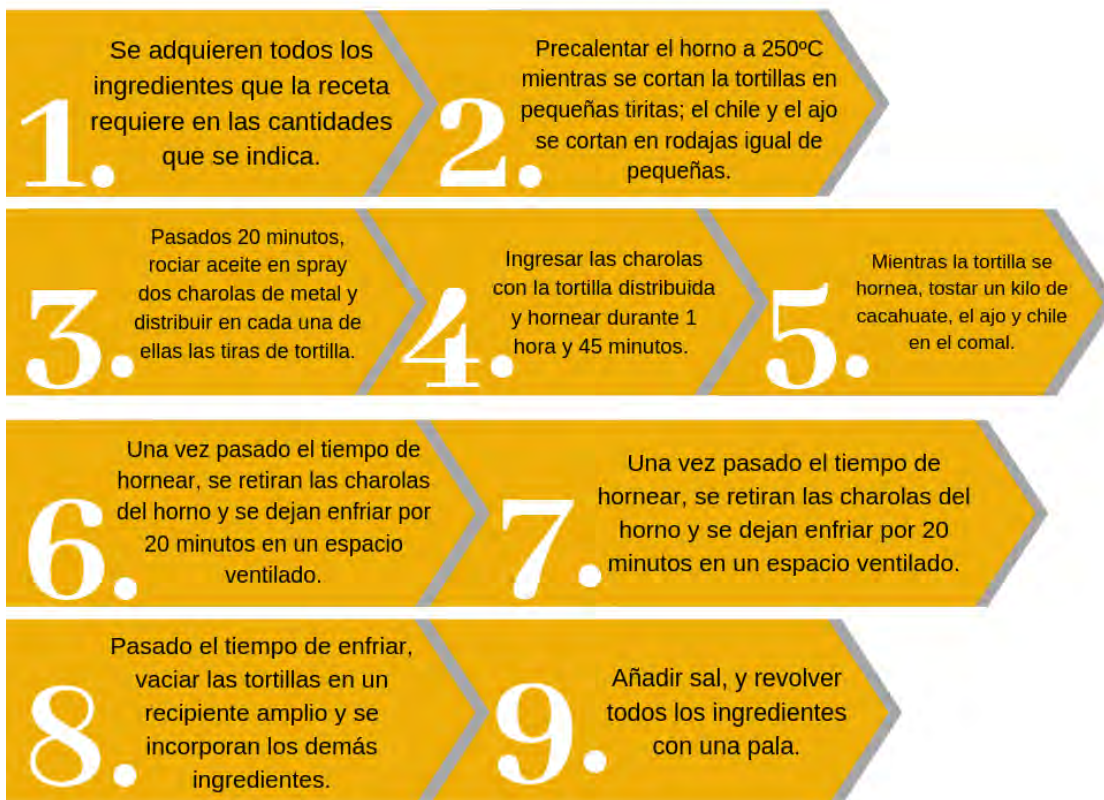 1.
Se adquieren todos los
ingredientes que la receta
requiere en las cantidades
que se indica.
2.
Precalentar el horno a 250ºC
mientras se cortan la tortillas en
pequeñas tiritas; el chile y el ajo
se cortan en rodajas igual de
pequeñas.
3.
Pasados 20 minutos,
rociar aceite en spray
dos charolas de metal y
distribuir en cada una de
ellas las tiras de tortilla.
4.
Ingresar las charolas
con la tortilla distribuida
y hornear durante 1
hora y 45 minutos.
5.
Mientras la tortilla se
hornea, tostar un kilo de
cacahuate, el ajo y chile
en el comal.
6.
Una vez pasado el tiempo de
hornear, se retiran las charolas
del horno y se dejan enfriar por
20 minutos en un espacio
ventilado.
7.
Una vez pasado el tiempo de
hornear, se retiran las charolas del
horno y se dejan enfriar por 20
minutos en un espacio ventilado.
8.
Pasado el tiempo de enfriar,
vaciar las tortillas en un
recipiente amplio y se
incorporan los demás
ingredientes.
9.
Añadir sal, y revolver
todos los ingredientes
con una pala.